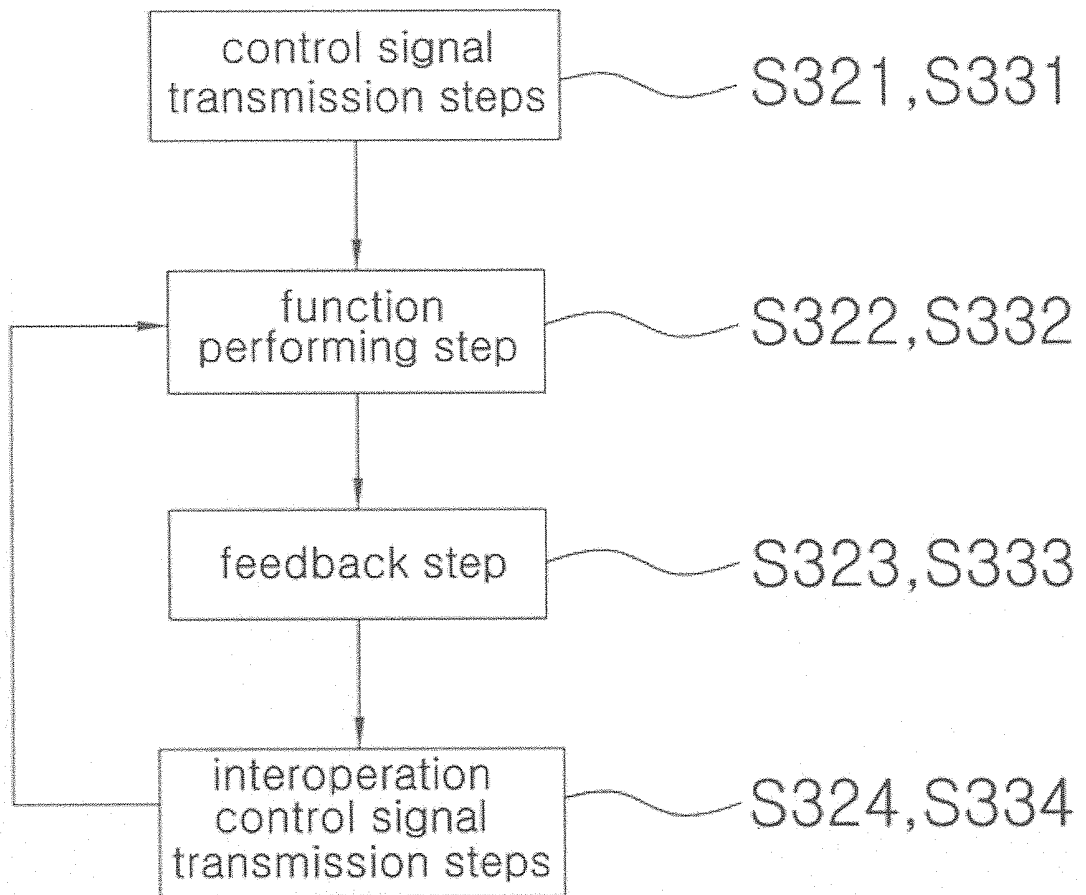 control signal
transmission steps
S321,S331
function
performing step
S322,S332
feedback step
S323,S333
interoperation
control signal
transmission steps
S324,S334